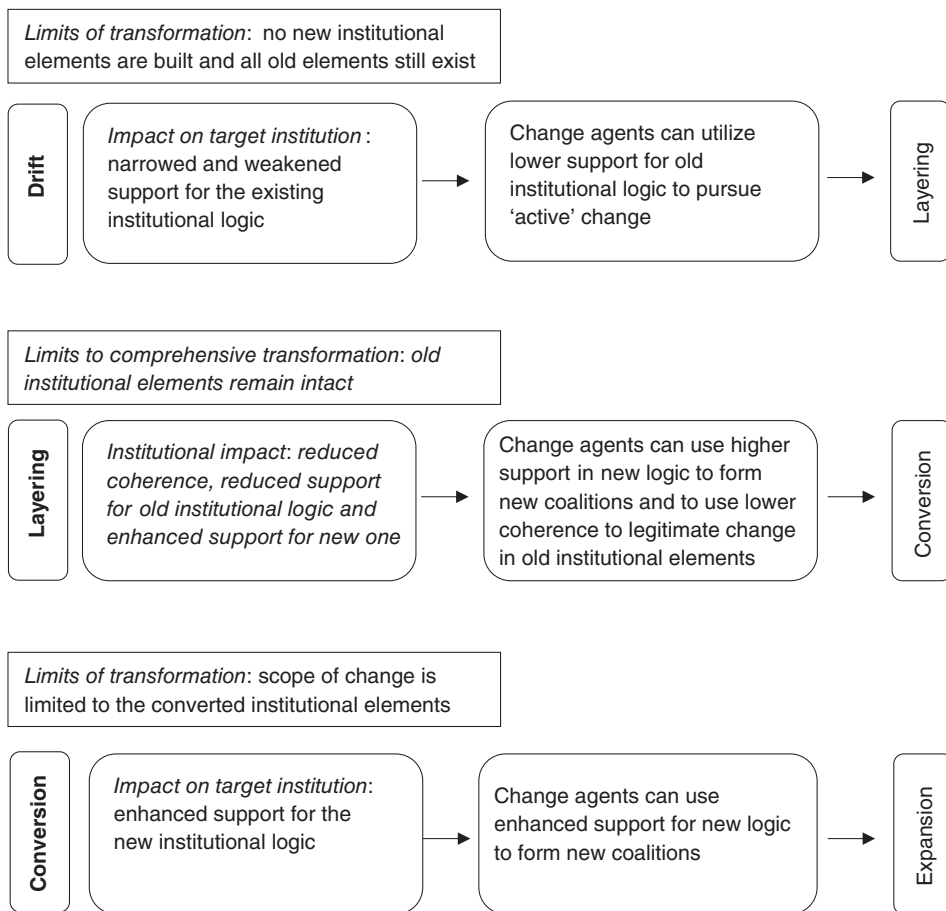 Limits of transformation: no new institutional
elements are built and all old elements still exist
Drift
Impact on target institution:
narrowed and weakened
support for the existing
institutional logic
Change agents can utilize
lower support for old
institutional logic to pursue
‘active’ change
Layering
Limits to comprehensive transformation: old
institutional elements remain intact
Layering
Institutional impact: reduced
coherence, reduced support
for old institutional logic and
enhanced support for new one
Change agents can use higher
support in new logic to form
new coalitions and to use lower
coherence to legitimate change
in old institutional elements
Conversion
Limits of transformation: scope of change is
limited to the converted institutional elements
Conversion
Impact on target institution:
enhanced support for the
new institutional logic
Change agents can use
enhanced support for new logic
to form new coalitions
Expansion